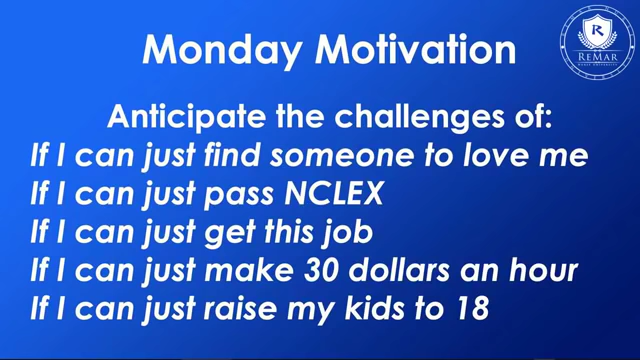 Monday Motivation
R
REMAR
NURSE UNIVERSITY
Anticipate the challenges of:
If I can just find someone to love me
If I can just pass NCLEX
If I can just get this job
If I can just make 30 dollars an hour
If I can just raise my kids to 18